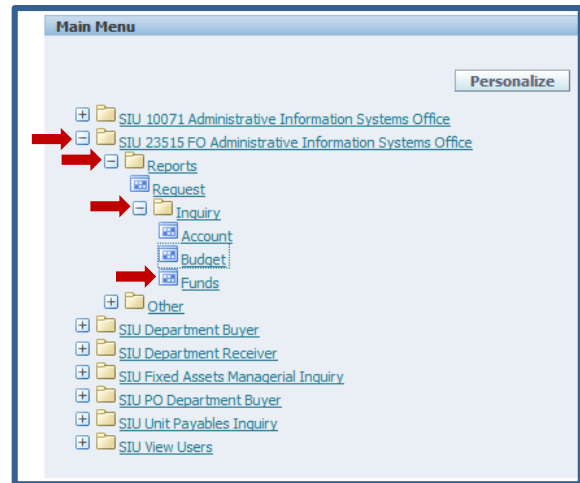 Main Menu
Personalize
SIU 10071 Administrative Information Systems Office
SIU 23515 FO Administrative Information Systems Office
Reports
Request
Inquiry
Account
Budget
Funds
Other
SIU Department Buyer
SIU Department Receiver
SIU Fixed Assets Managerial Inquiry
SIU PO Department Buyer
SIU Unit Payables Inquiry
SIU View Users